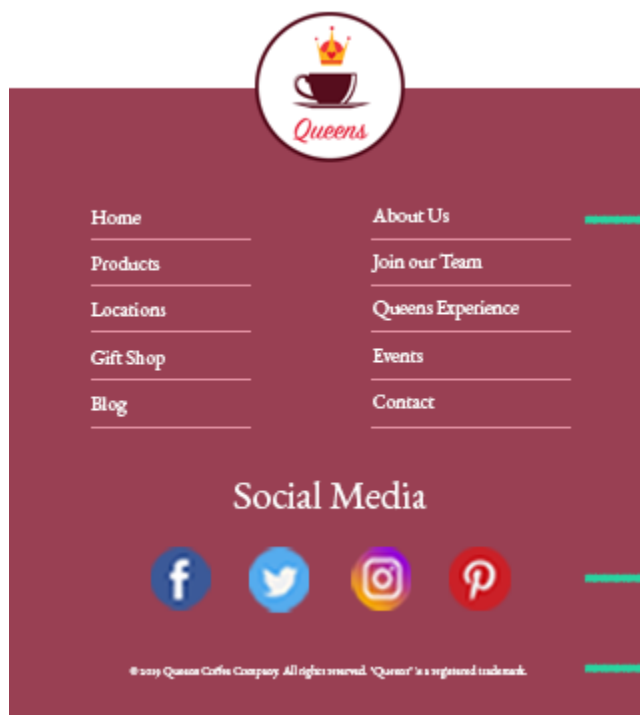 Queens
Home
About Us
Products
Join our Team
Locations
Queens Experience
Gift Shop
Events
Blog
Contact
Social Media
© 2019 Queens Coffee Company. All rights reserved. "Queens" is a registered trademark.